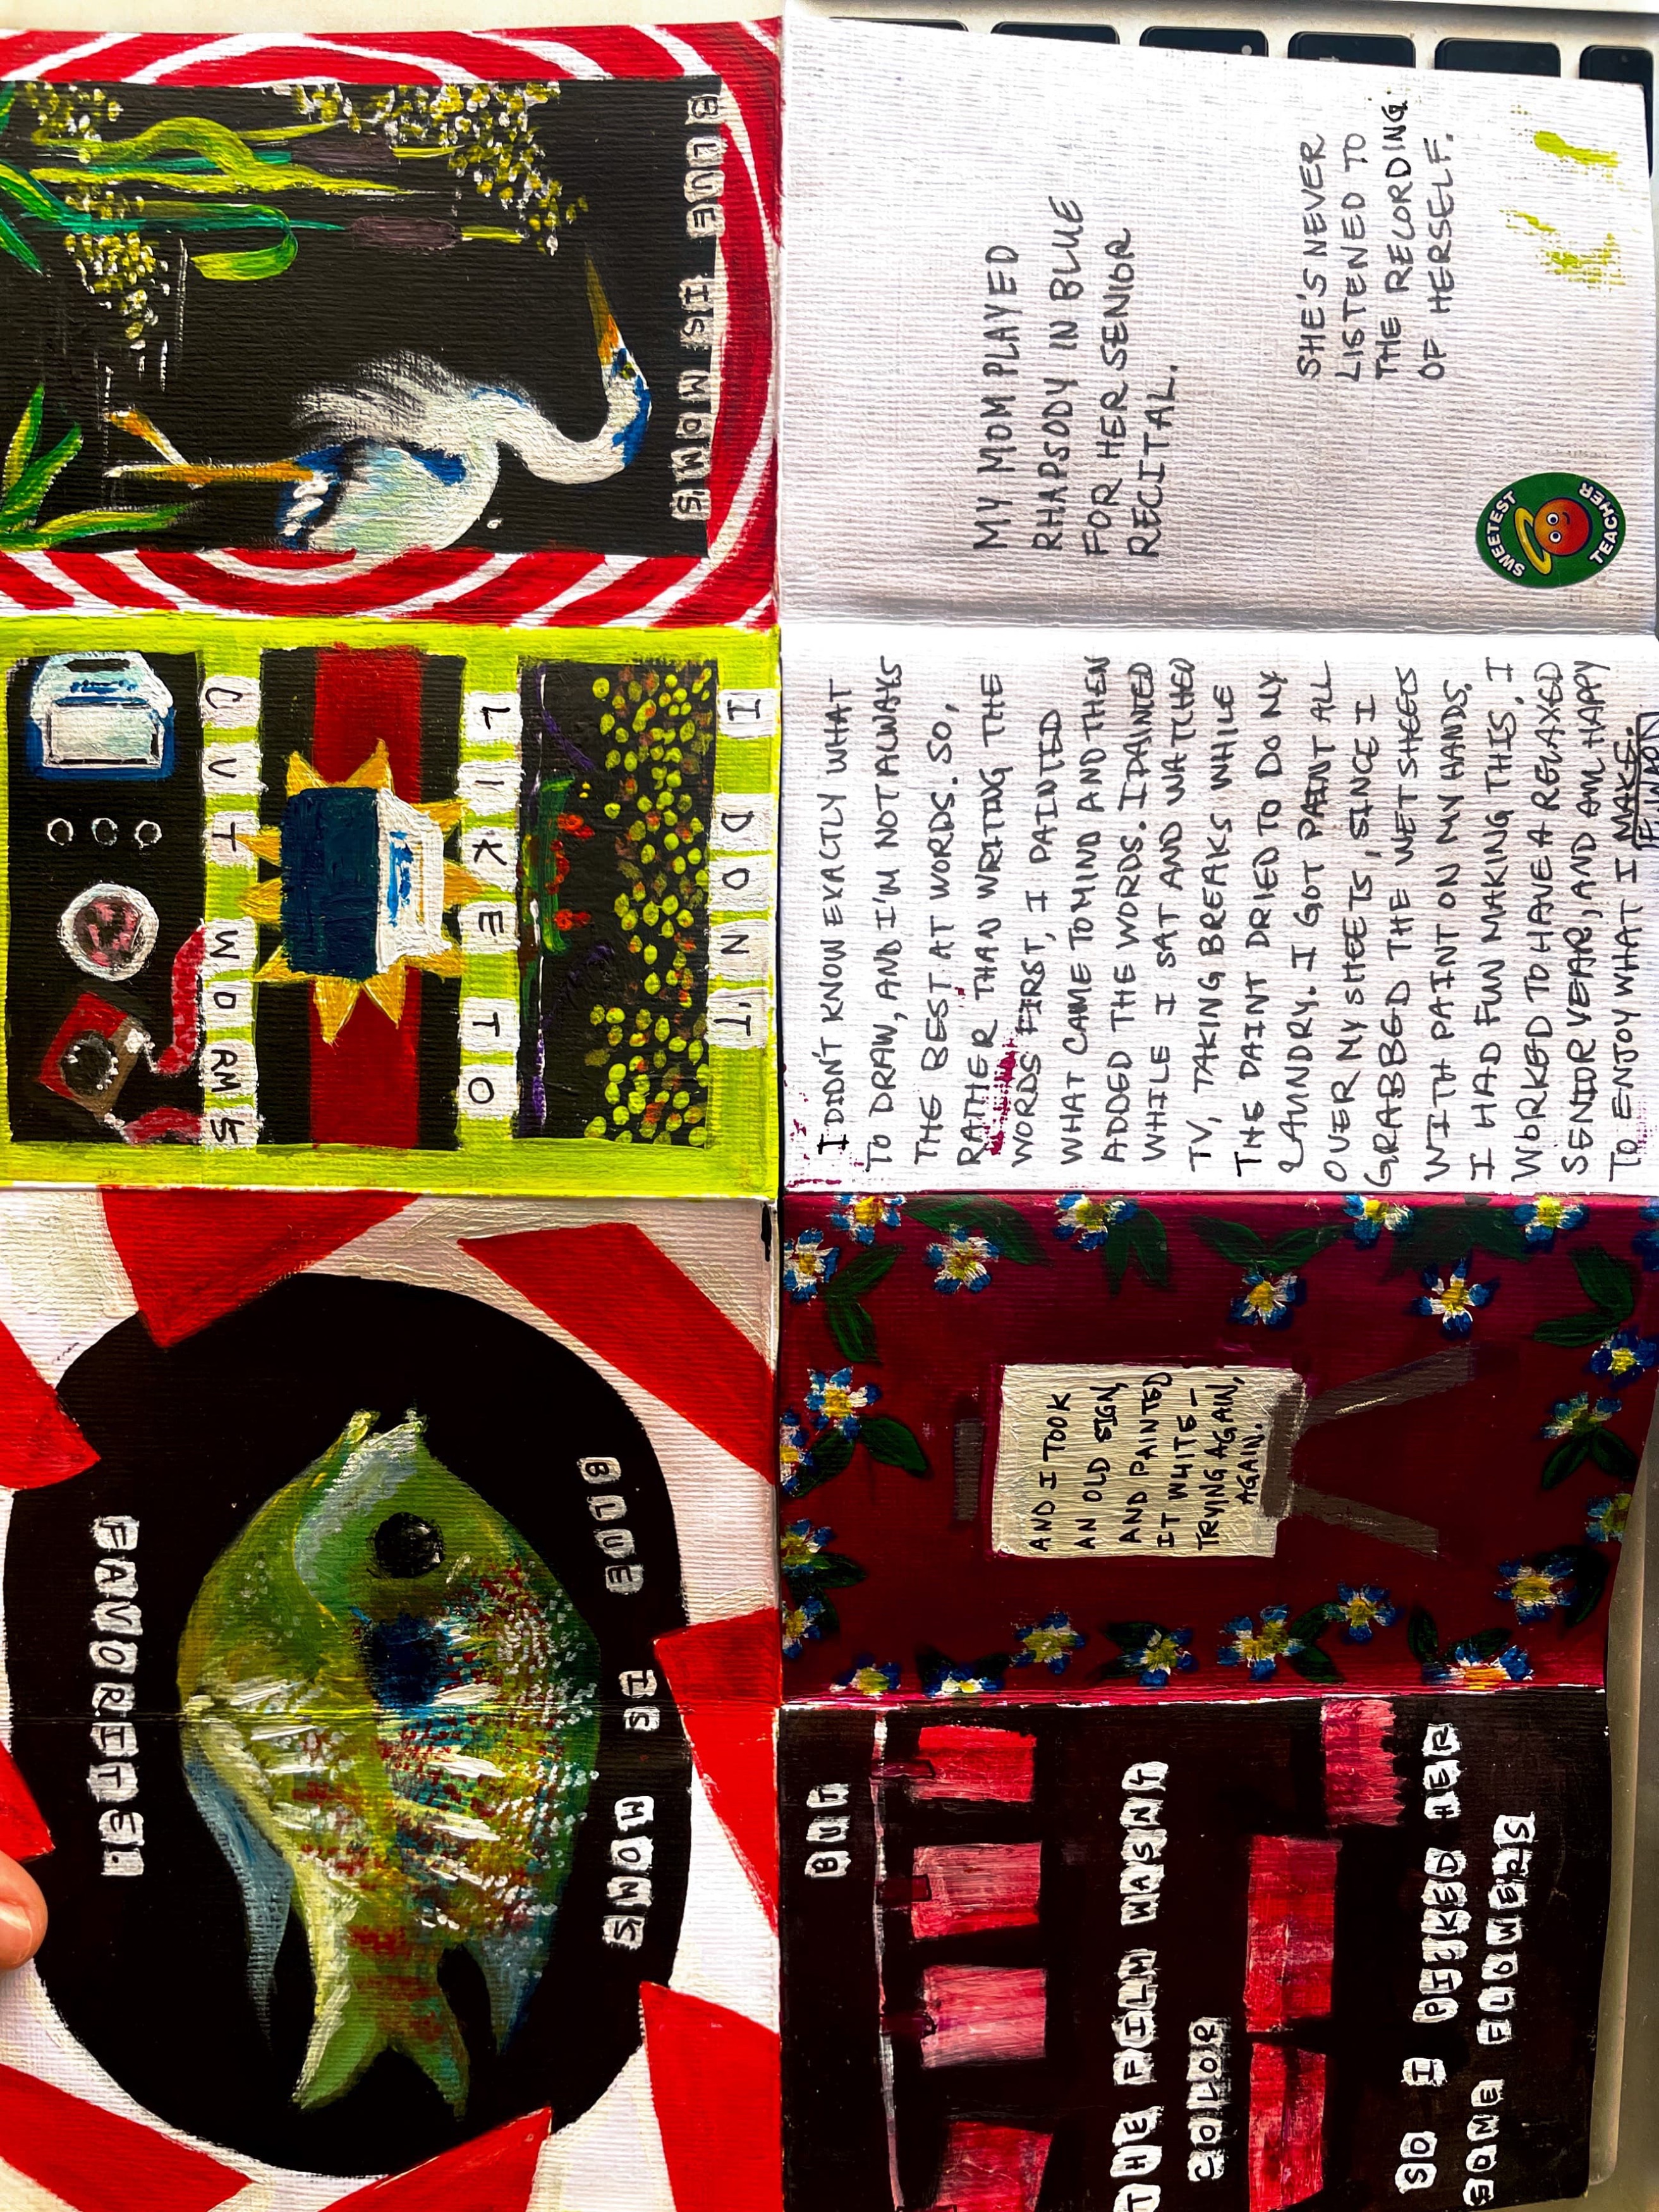 BLUE IS MOM'S
I DON'T
LIKE TO
CUT WORMS
BLUE IS MOMS
FAVORITE.
MY MOM PLAYED
RHAPSODY IN BLUE
FOR HER SENIOR
RECITAL.
SHE'S NEVER
LISTENED TO
THE RECORDING
OF HERSELF.
SWEETEST
TEACHER
I DIDN'T KNOW EXACTLY WHAT
TO DRAW, AND I'M NOT ALWAYS
THE BEST AT WORDS. SO,
RATHER THAN WRITING THE
WORDS FIRST, I PAINTED
WHAT CAME TO MIND AND THEN
ADDED THE WORDS. I PAINTED
WHILE I SAT AND WATCHED
TV, TAKING BREAKS WHILE
THE PAINT DRIED TO DO MY
LAUNDRY. I GOT PAINT ALL
OVER MY SHEETS, SINCE I
GRABBED THE WET SHEETS
WITH PAINT ON MY HANDS.
I HAD FUN MAKING THIS. I
WORKED TO HAVE A RELAXED
SENIOR YEAR, AND AM HAPPY
TO ENJOY WHAT I MAKE.
AND I TOOK
AN OLD SIGN,
AND PAINTED
IT WHITE –
TRYING AGAIN,
AGAIN.
BUT
THE FILM WASNT
COLOR
SO I PICKED HER
SOME FLOWERS